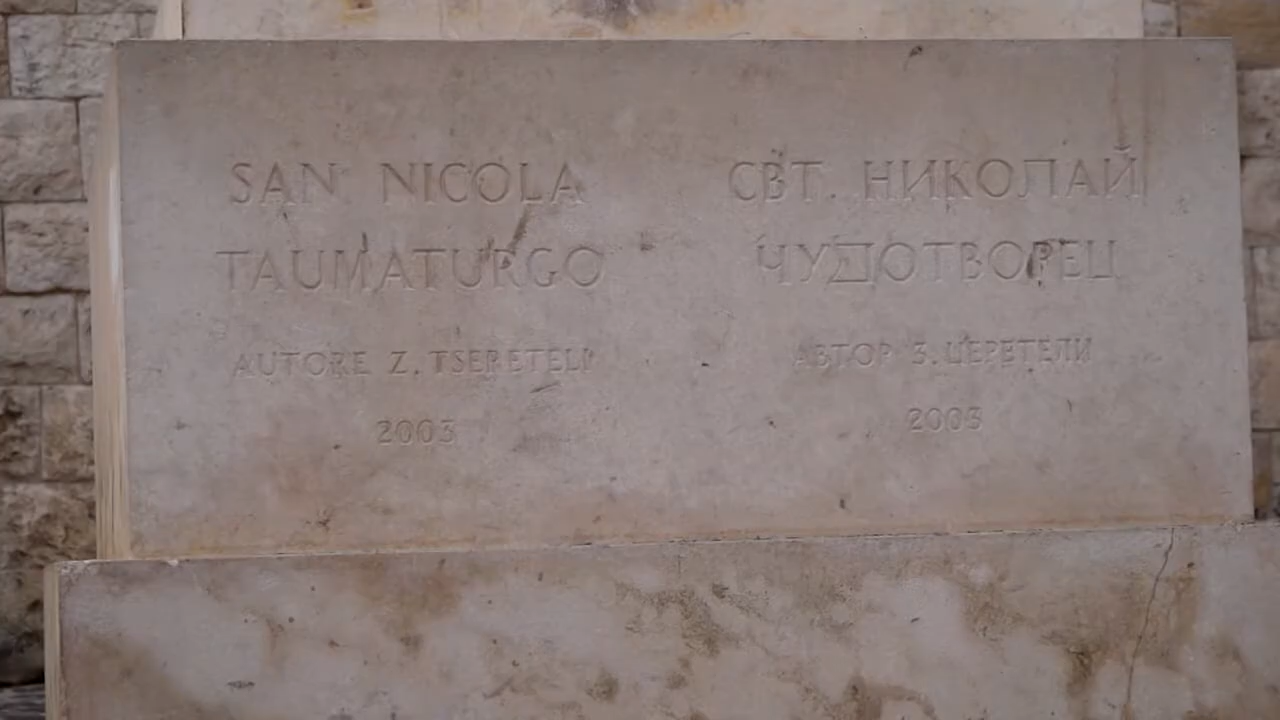 SAN NICOLA
TAUMATURGO
AUTORE Z. TSERETELI
2003
СВТ. НИКОЛАЙ
ЧУДОТВОРЕЦ
АВТОР З. ЦЕРЕТЕЛИ
2003